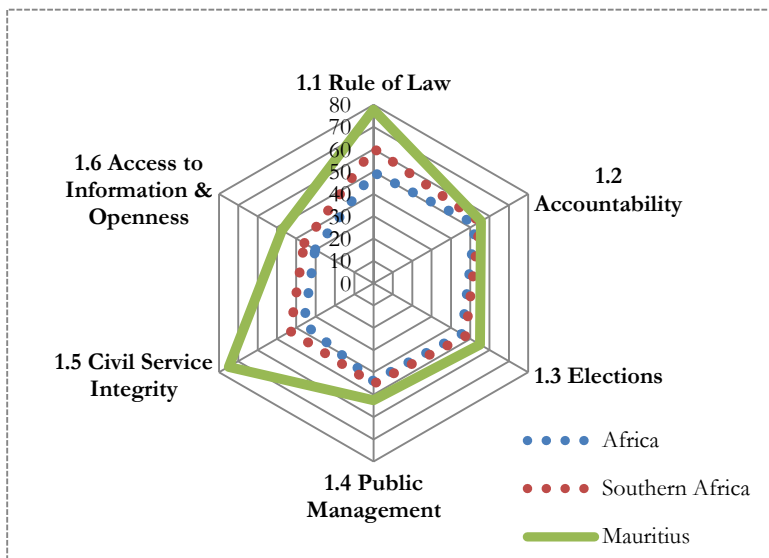 1.1 Rule of Law
80
70
60
50
40
30
20
10
0
1.2
Accountability
1.3 Elections
1.4 Public
Management
1.5 Civil Service
Integrity
1.6 Access to
Information &
Openness
Africa
Southern Africa
Mauritius